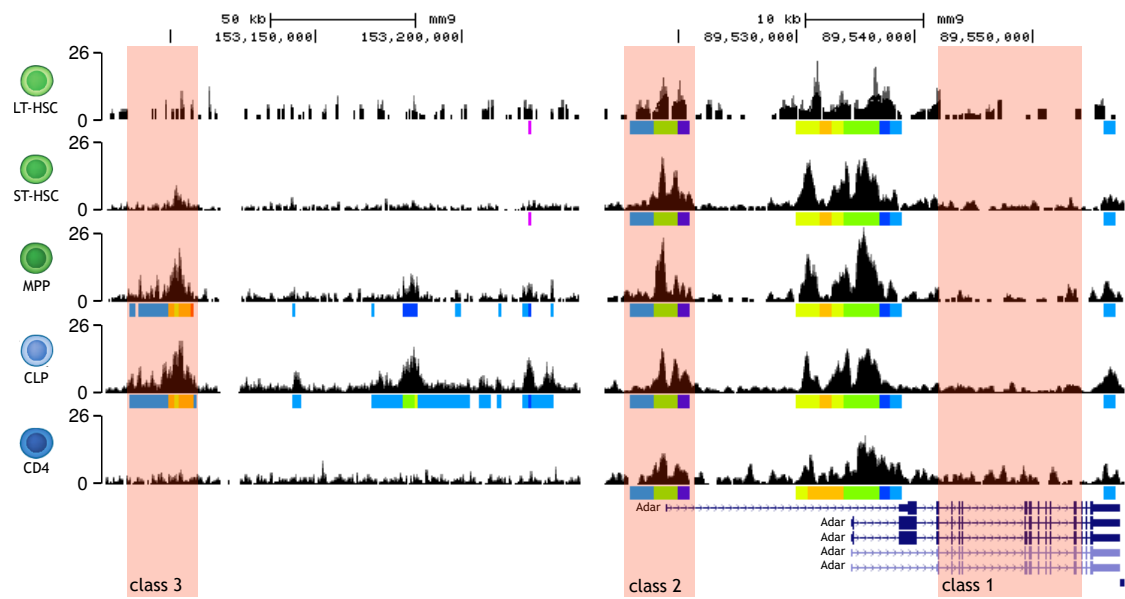 50 kb mm9 10 kb mm9
153,150,000 153,200,000 89,530,000 89,540,000 89,550,000
26
LT-HSC
0
26
ST-HSC
0
26
MPP
0
26
CLP
0
26
CD4
0
Adar
Adar
Adar
Adar
Adar
class 3 class 2 class 1